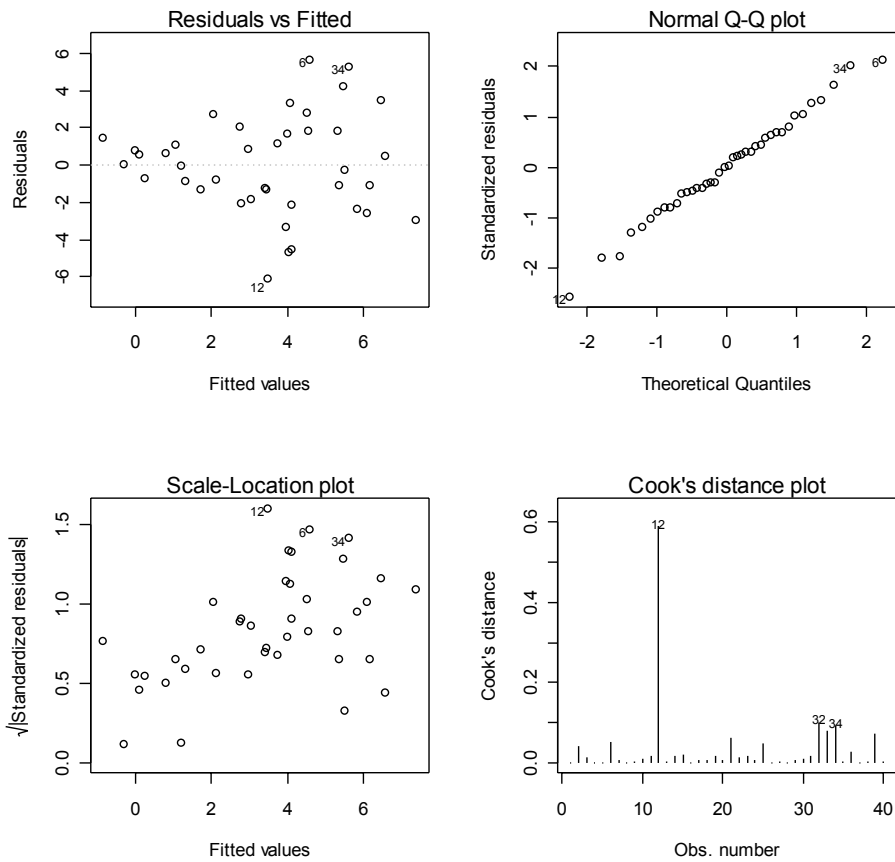 Residuals vs Fitted
Residuals
6
4
2
0
-2
-4
-6
6
34
12
0 2 4 6
Fitted values
Normal Q-Q plot
Standardized residuals
2
1
0
-1
-2
34
6
12
-2 -1 0 1 2
Theoretical Quantiles
Scale-Location plot
√|Standardized residuals|
1.5
1.0
0.5
0.0
12
6
34
0 2 4 6
Fitted values
Cook's distance plot
Cook's distance
0.6
0.4
0.2
0.0
12
32
34
0 10 20 30 40
Obs. number